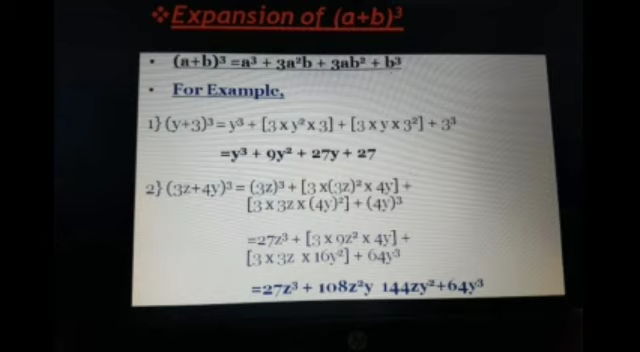 ❖Expansion of (a+b)³
• (a+b)³ =a³ + 3a²b + 3ab² + b³
• For Example,
1} (y+3)³ = y³ + [3 x y² x 3] + [3 x y x 3²] + 3³
=y³ + 9y² + 27y + 27
2} (3z+4y)³ = (3z)³ + [3 x(3z)² x 4y] +
[3 x 3z x (4y)²] + (4y)³
=27z³ + [3 x 9z² x 4y] +
[3 x 3z x 16y²] + 64y³
=27z³ + 108z²y 144zy²+64y³